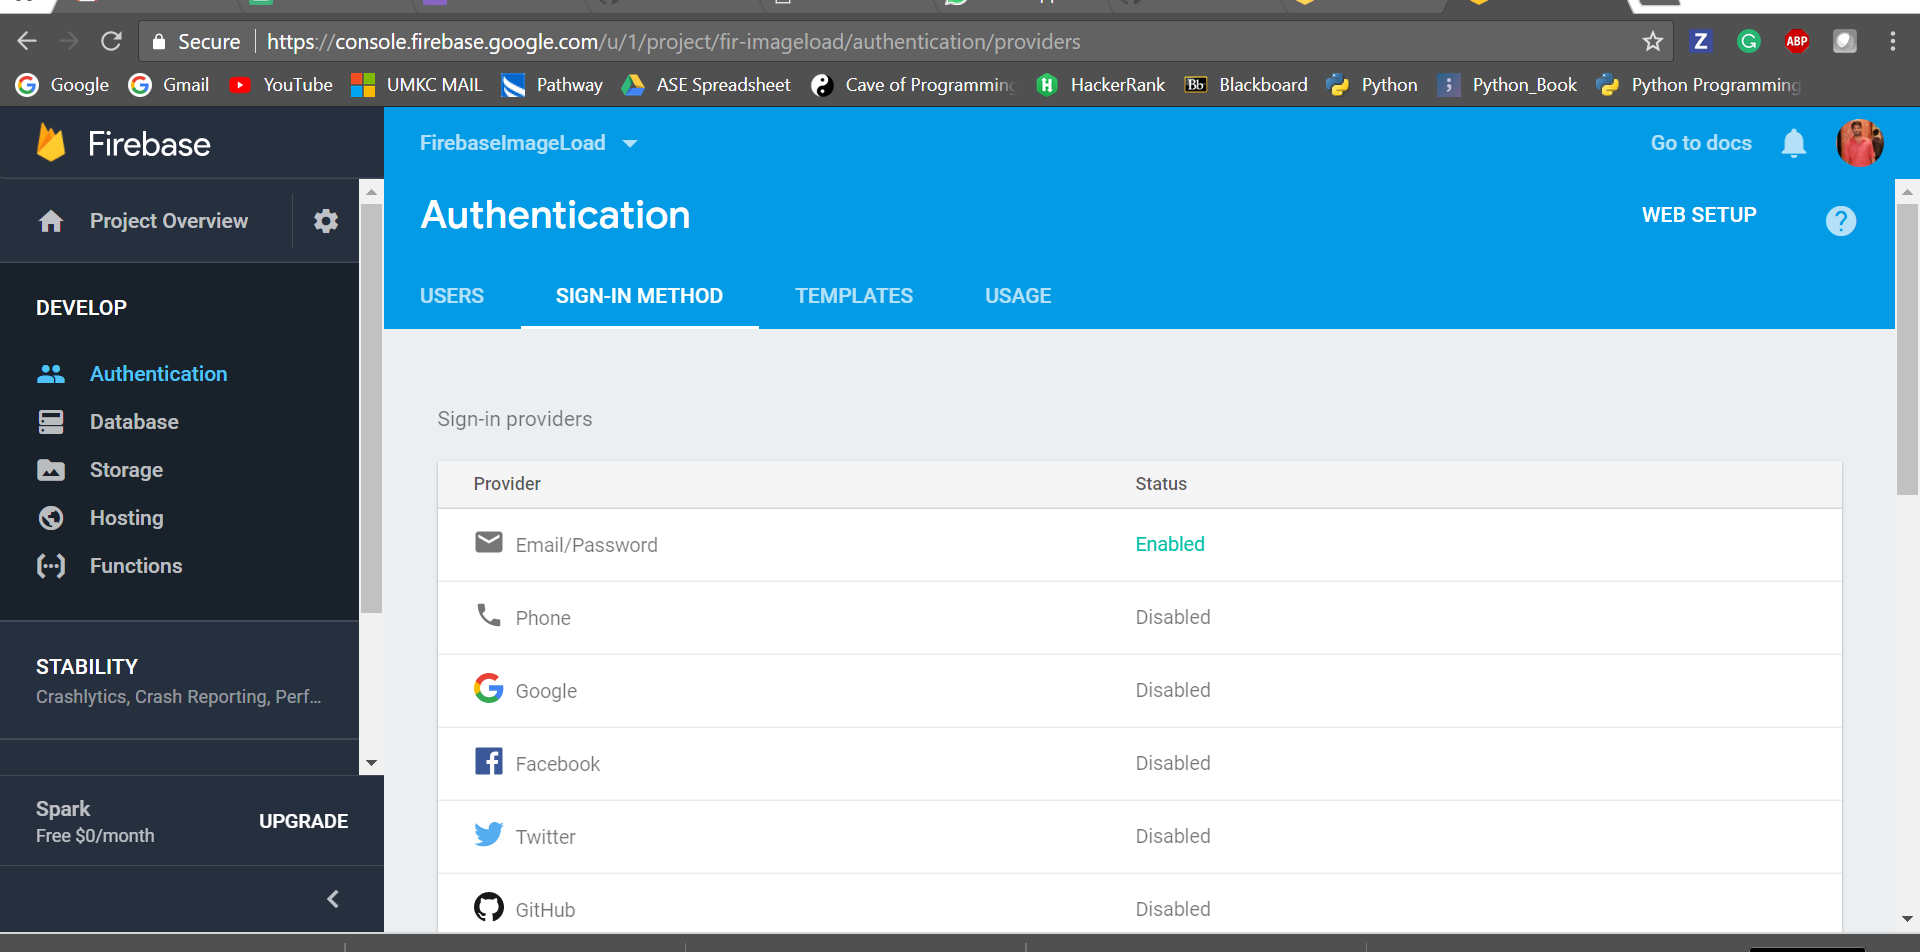 Secure https://console.firebase.google.com/u/1/project/fir-imageload/authentication/providers
Z G ABP
Google Gmail YouTube UMKC MAIL Pathway ASE Spreadsheet Cave of Programming HackerRank Bb Blackboard Python ; Python_Book Python Programming
Firebase
FirebaseImageLoad
Go to docs
Project Overview
Authentication
WEB SETUP
?
USERS SIGN-IN METHOD TEMPLATES USAGE
DEVELOP
Authentication
Database
Storage
Hosting
Functions
STABILITY
Crashlytics, Crash Reporting, Perf...
Spark
Free $0/month
UPGRADE
Sign-in providers
Provider Status
Email/Password Enabled
Phone Disabled
Google Disabled
Facebook Disabled
Twitter Disabled
GitHub Disabled